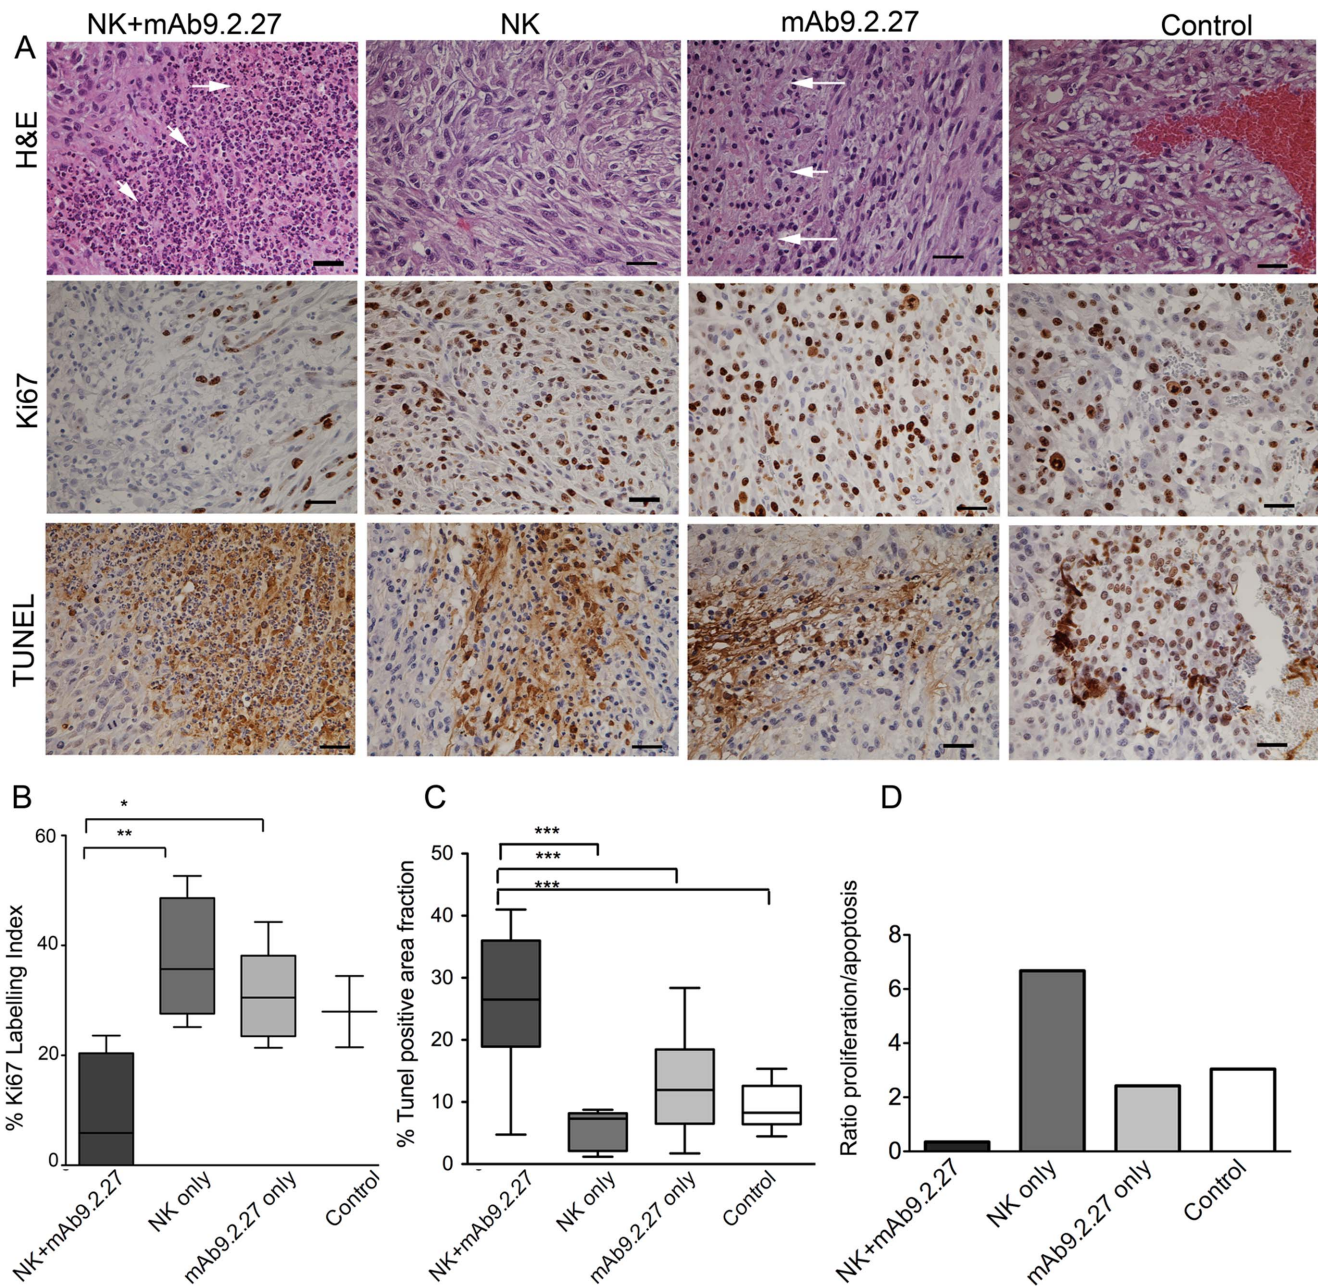 NK+mAb9.2.27 NK mAb9.2.27 Control
A
H&E
Ki67
TUNEL
B
*
**
% Ki67 Labelling Index
60
40
20
0
NK+mAb9.2.27
NK only
mAb9.2.27 only
Control
C
***
***
***
% Tunel positive area fraction
50
40
30
20
10
0
NK+mAb9.2.27
NK only
mAb9.2.27 only
Control
D
Ratio proliferation/apoptosis
8
6
4
2
0
NK+mAb9.2.27
NK only
mAb9.2.27 only
Control